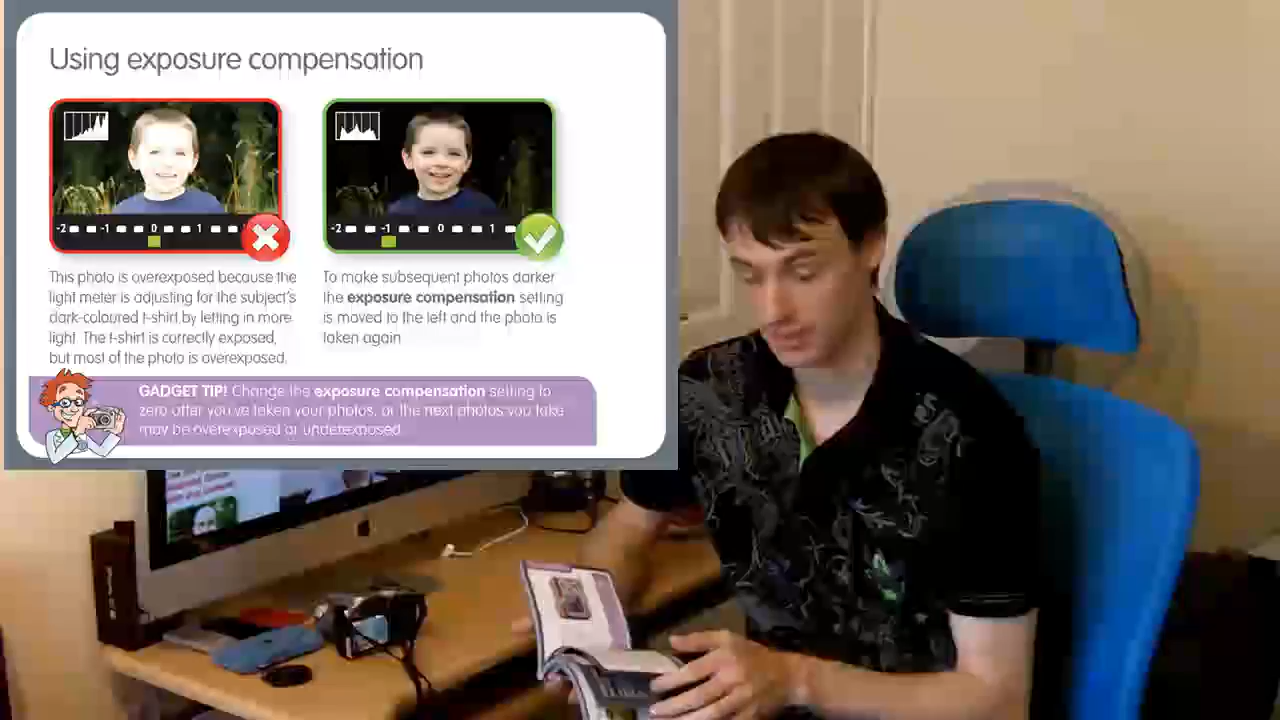 Using exposure compensation
-2 -1 0 1
-2 -1 0 1
This photo is overexposed because the
light meter is adjusting for the subject's
dark-coloured t-shirt by letting in more
light. The t-shirt is correctly exposed,
but most of the photo is overexposed.
To make subsequent photos darker
the exposure compensation setting
is moved to the left and the photo is
taken again
GADGET TIP! Change the exposure compensation setting to
zero after you've taken your photos, or the next photos you take
may be overexposed or underexposed.